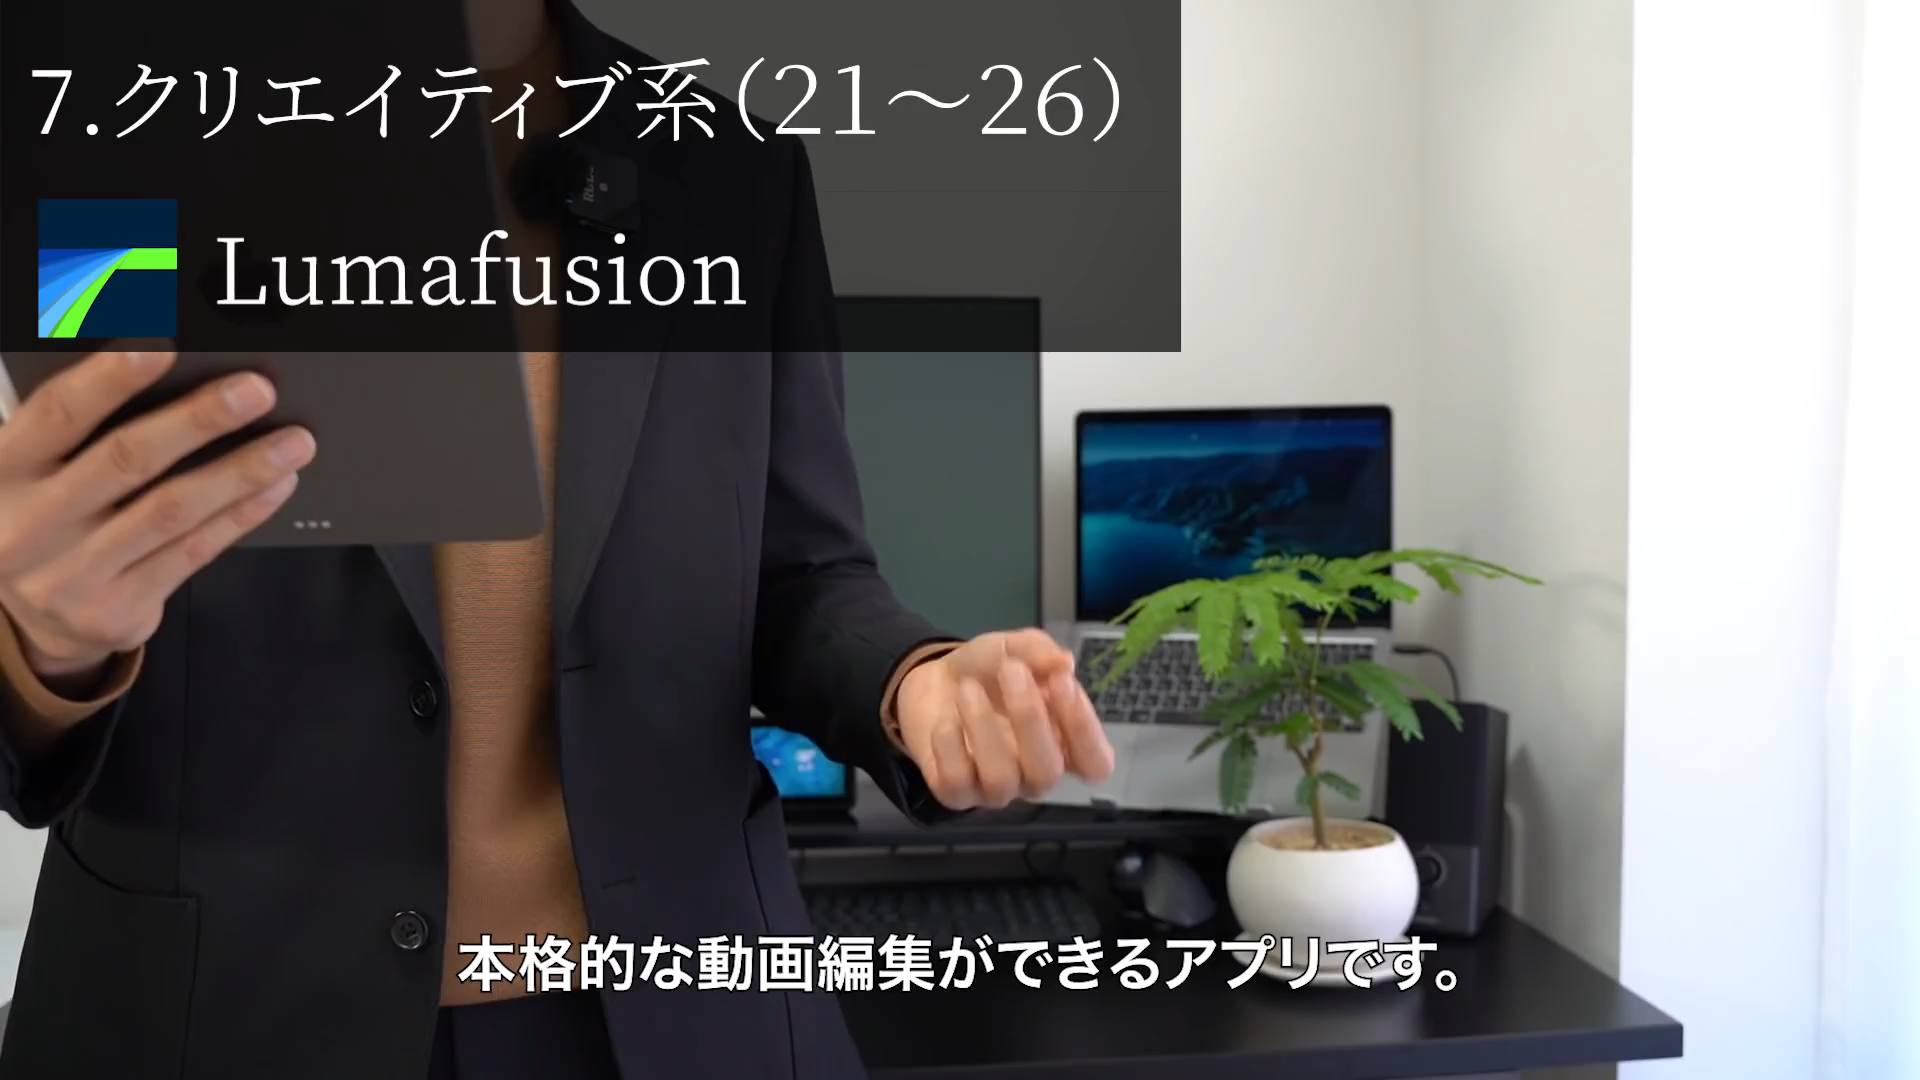 7.クリエイティブ系（21〜26）
Lumafusion
本格的な動画編集ができるアプリです。